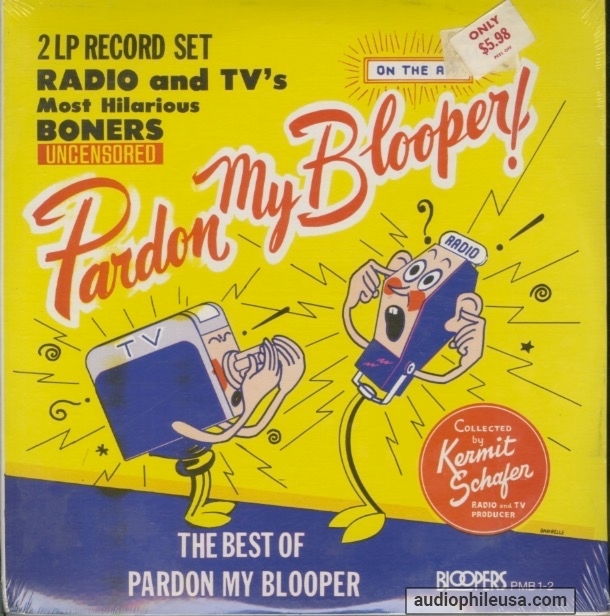 2 LP RECORD SET
RADIO and TV's
Most Hilarious
BONERS
UNCENSORED
ON THE A
ONLY
$5.98
Pardon My Blooper!
RADIO
TV
COLLECTED
by
Kermit
Schafer
RADIO and TV
PRODUCER
THE BEST OF
PARDON MY BLOOPER
BLOOPERS PMB 1-2
audiophileusa.com